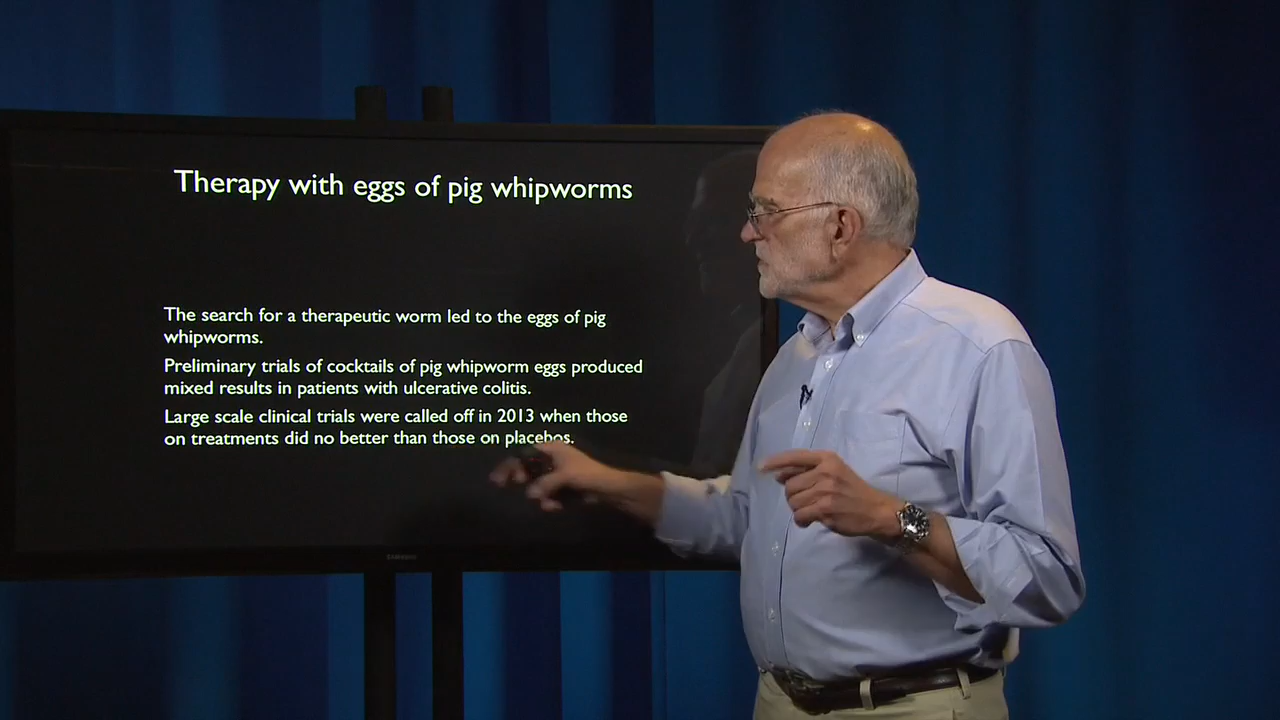 Therapy with eggs of pig whipworms
The search for a therapeutic worm led to the eggs of pig
whipworms.
Preliminary trials of cocktails of pig whipworm eggs produced
mixed results in patients with ulcerative colitis.
Large scale clinical trials were called off in 2013 when those
on treatments did no better than those on placebos.
SAMSUNG